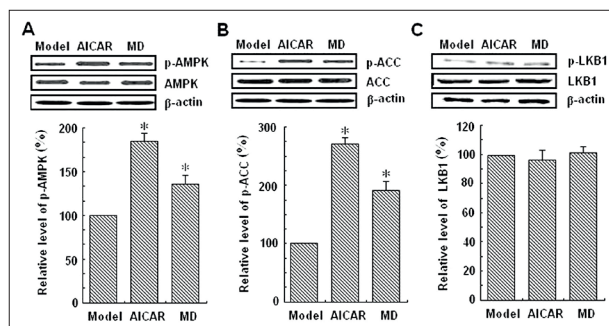 A
Model AICAR MD
p-AMPK
AMPK
β-actin
Relative level of p-AMPK (%)
200
150
100
50
0
Model AICAR MD
* *
B
Model AICAR MD
p-ACC
ACC
β-actin
Relative level of p-ACC (%)
300
200
100
0
Model AICAR MD
* *
C
Model AICAR MD
p-LKB1
LKB1
β-actin
Relative level of LKB1 (%)
120
100
80
60
40
20
0
Model AICAR MD